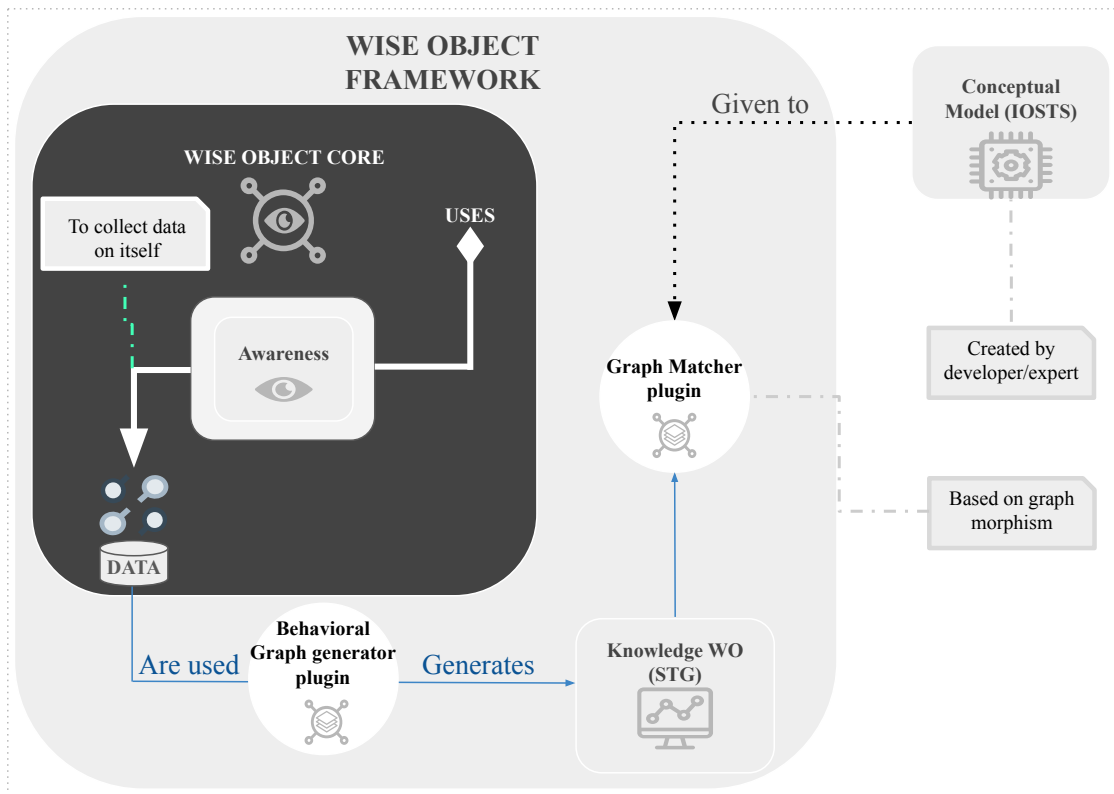 WISE OBJECT
FRAMEWORK
WISE OBJECT CORE
To collect data
on itself
USES
Awareness
DATA
Are used
Behavioral
Graph generator
plugin
Generates
Knowledge WO
(STG)
Graph Matcher
plugin
Given to
Conceptual
Model (IOSTS)
Created by
developer/expert
Based on graph
morphism